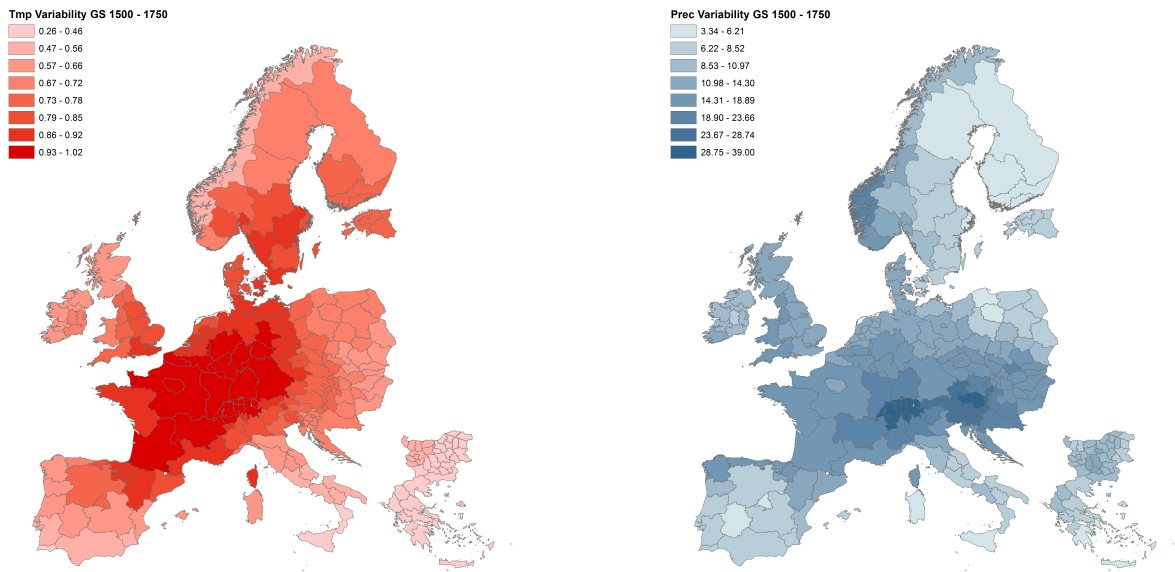 Tmp Variability GS 1500 - 1750
0.26 - 0.46
0.47 - 0.56
0.57 - 0.66
0.67 - 0.72
0.73 - 0.78
0.79 - 0.85
0.86 - 0.92
0.93 - 1.02
Prec Variability GS 1500 - 1750
3.34 - 6.21
6.22 - 8.52
8.53 - 10.97
10.98 - 14.30
14.31 - 18.89
18.90 - 23.66
23.67 - 28.74
28.75 - 39.00